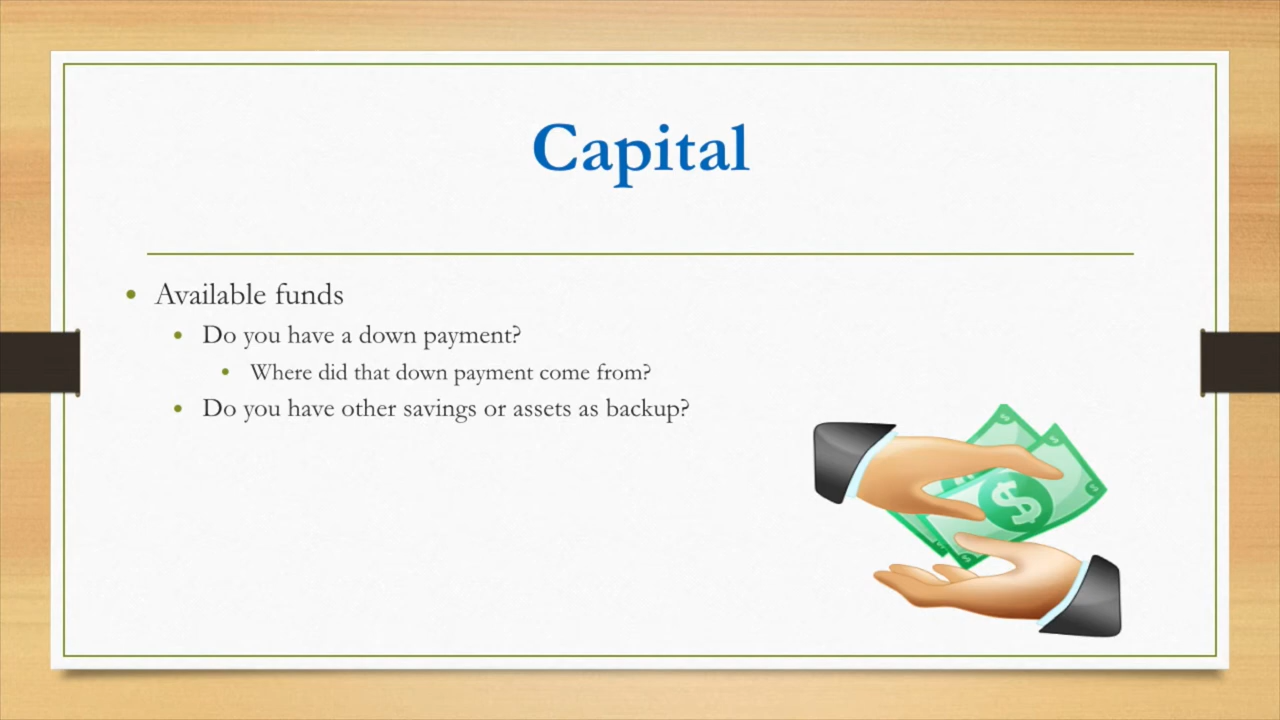 Capital
Available funds
Do you have a down payment?
Where did that down payment come from?
Do you have other savings or assets as backup?
$